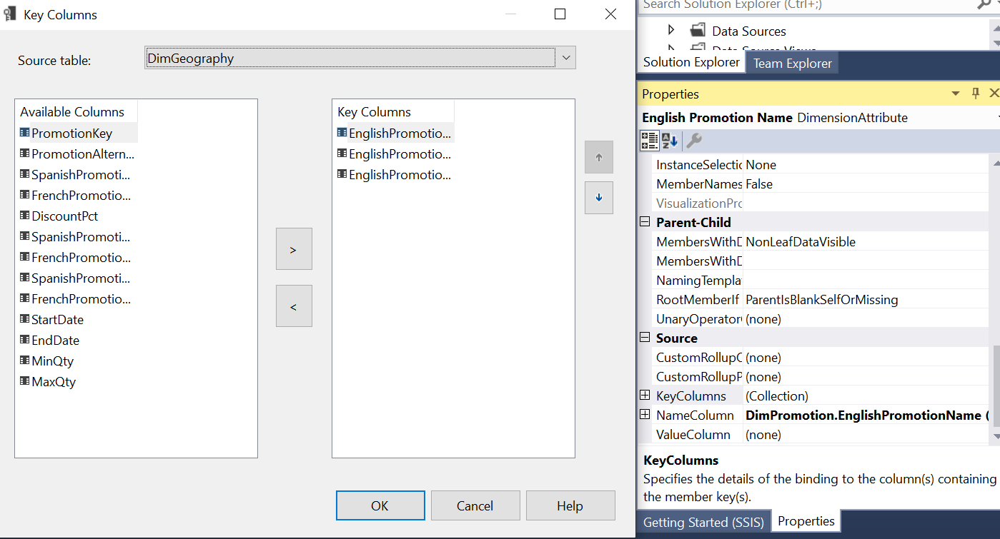 Key Columns
Source table:
DimGeography
Available Columns
PromotionKey
PromotionAltern...
SpanishPromoti...
FrenchPromotio...
DiscountPct
SpanishPromoti...
FrenchPromotio...
SpanishPromoti...
FrenchPromotio...
StartDate
EndDate
MinQty
MaxQty
>
<
Key Columns
EnglishPromotio...
EnglishPromotio...
EnglishPromotio...
OK
Cancel
Help
Search Solution Explorer (Ctrl+;)
Data Sources
Data Source Views
Solution Explorer
Team Explorer
Properties
English Promotion Name DimensionAttribute
InstanceSelectic None
MemberNames False
VisualizationPrc
Parent-Child
MembersWithD NonLeafDataVisible
MembersWithD
NamingTempla
RootMemberIf ParentIsBlankSelfOrMissing
UnaryOperator( (none)
Source
CustomRollupC (none)
CustomRollupP (none)
KeyColumns (Collection)
NameColumn DimPromotion.EnglishPromotionName (
ValueColumn (none)
KeyColumns
Specifies the details of the binding to the column(s) containing
the member key(s).
Getting Started (SSIS)
Properties